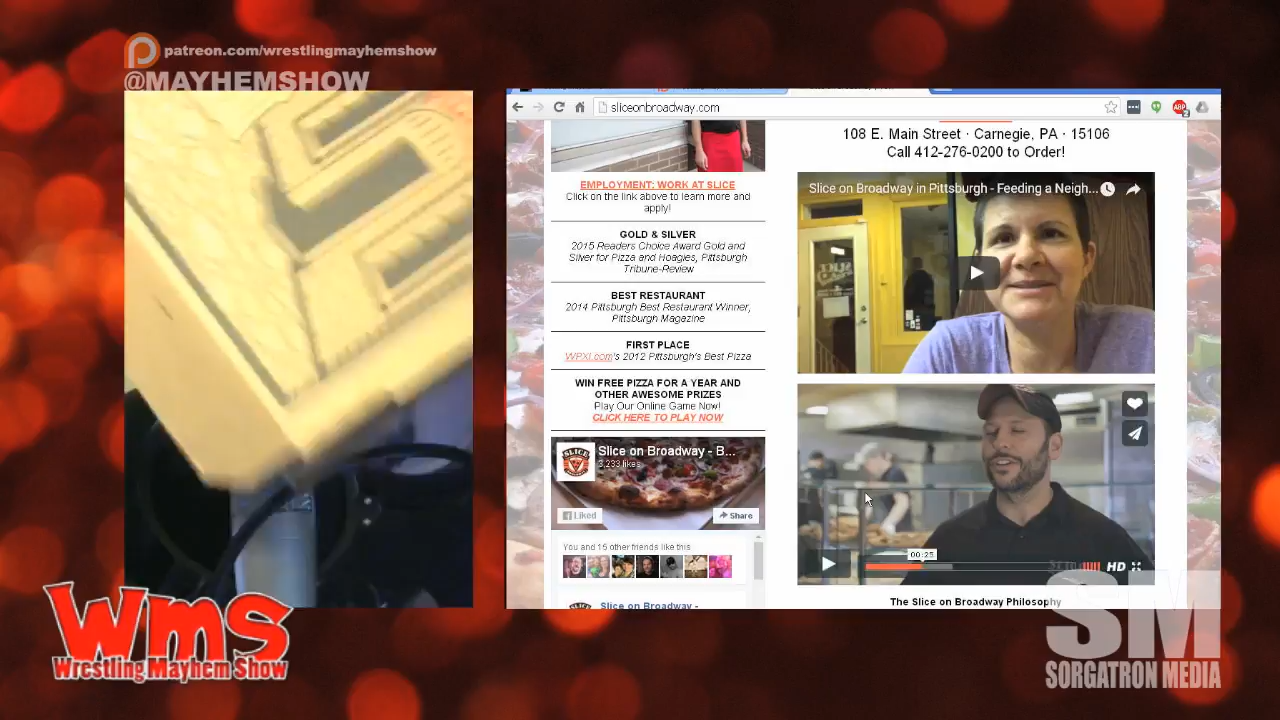 patreon.com/wrestlingmayhemshow
@MAYHEMSHOW
sliceonbroadway.com
ABP
2
108 E. Main Street · Carnegie, PA · 15106
Call 412-276-0200 to Order!
EMPLOYMENT: WORK AT SLICE
Click on the link above to learn more and
apply!
GOLD & SILVER
2015 Readers Choice Award Gold and
Silver for Pizza and Hoagies, Pittsburgh
Tribune-Review
BEST RESTAURANT
2014 Pittsburgh Best Restaurant Winner,
Pittsburgh Magazine
FIRST PLACE
WPXI.com's 2012 Pittsburgh's Best Pizza
WIN FREE PIZZA FOR A YEAR AND
OTHER AWESOME PRIZES
Play Our Online Game Now!
CLICK HERE TO PLAY NOW
SLICE
Slice on Broadway - B...
3,233 likes
Liked
Share
You and 15 other friends like this
Slice on Broadway -
Slice on Broadway in Pittsburgh - Feeding a Neigh...
SLICE
00:25
HD
The Slice on Broadway Philosophy
Wms
Wrestling Mayhem Show
SM
SORGATRON MEDIA